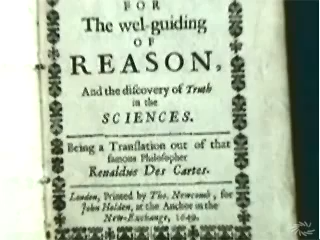 FOR
The wel-guiding
OF
REASON,
And the diſcovery of Truth
in the
SCIENCES.
Being a Tranſlation out of that
famous Philoſopher
Renaldus Des Cartes.
London, Printed by Tho. Newcomb, for
John Holden, at the Anchor in the
New-Exchange, 1649.